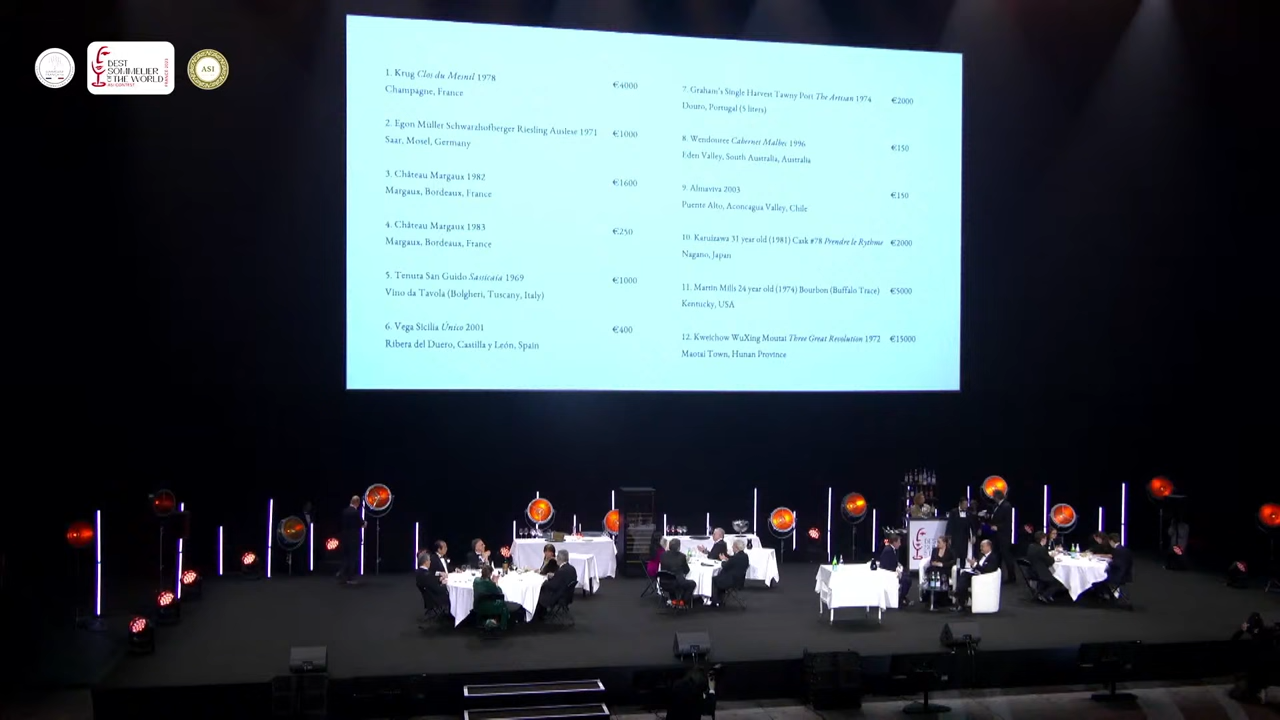 BEST
SOMMELIER
OF THE WORLD
ASI CONTEST
FRANCE 2023
ASI
1. Krug Clos du Mesnil 1978 €4000
Champagne, France
2. Egon Müller Schwarzhofberger Riesling Auslese 1971 €1000
Saar, Mosel, Germany
3. Château Margaux 1982 €1600
Margaux, Bordeaux, France
4. Château Margaux 1983 €250
Margaux, Bordeaux, France
5. Tenuta San Guido Sassicaia 1969 €1000
Vino da Tavola (Bolgheri, Tuscany, Italy)
6. Vega Sicilia Unico 2001 €400
Ribera del Duero, Castilla y León, Spain
7. Graham's Single Harvest Tawny Port The Artisan 1974 €2000
Douro, Portugal (5 liters)
8. Wendouree Cabernet Malbec 1996 €150
Eden Valley, South Australia, Australia
9. Almaviva 2003 €150
Puente Alto, Aconcagua Valley, Chile
10. Karuizawa 31 year old (1981) Cask #78 Prendre le Rythme €2000
Nagano, Japan
11. Martin Mills 24 year old (1974) Bourbon (Buffalo Trace) €5000
Kentucky, USA
12. Kweichow WuXing Moutai Three Great Revolution 1972 €15000
Maotai Town, Hunan Province